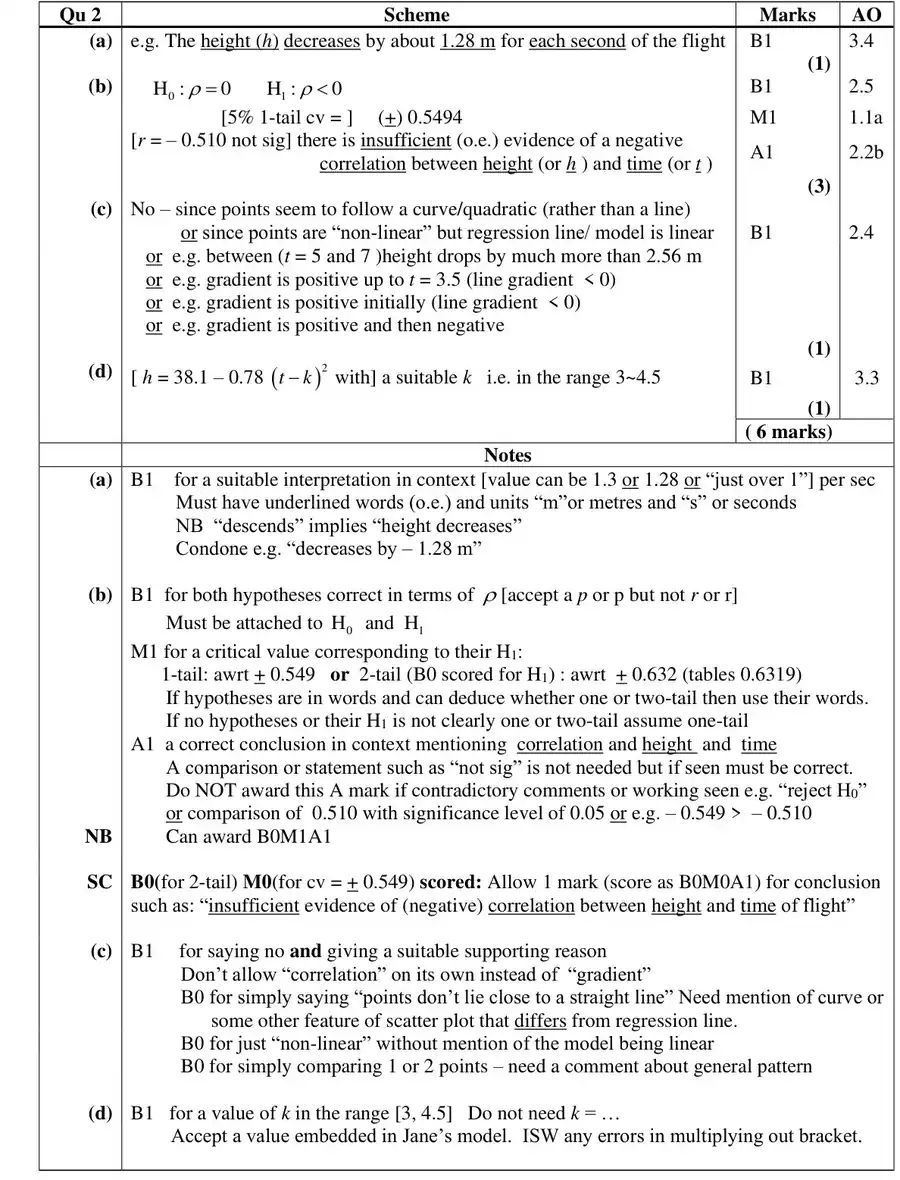 Qu 2 Scheme Marks AO
(a) e.g. The height (h) decreases by about 1.28 m for each second of the flight B1 3.4
(1)
(b) H₀ : ρ = 0 H₁ : ρ < 0 B1 2.5
[5% 1-tail cv = ] (±) 0.5494 M1 1.1a
[r = – 0.510 not sig] there is insufficient (o.e.) evidence of a negative
correlation between height (or h ) and time (or t ) A1 2.2b
(3)
(c) No – since points seem to follow a curve/quadratic (rather than a line)
or since points are “non-linear” but regression line/ model is linear B1 2.4
or e.g. between (t = 5 and 7 )height drops by much more than 2.56 m
or e.g. gradient is positive up to t = 3.5 (line gradient < 0)
or e.g. gradient is positive initially (line gradient < 0)
or e.g. gradient is positive and then negative
(1)
(d) [ h = 38.1 – 0.78 (t – k)² with] a suitable k i.e. in the range 3~4.5 B1 3.3
(1)
( 6 marks)
Notes
(a) B1 for a suitable interpretation in context [value can be 1.3 or 1.28 or “just over 1”] per sec
Must have underlined words (o.e.) and units “m”or metres and “s” or seconds
NB “descends” implies “height decreases”
Condone e.g. “decreases by – 1.28 m”
(b) B1 for both hypotheses correct in terms of ρ [accept a p or p but not r or r]
Must be attached to H₀ and H₁
M1 for a critical value corresponding to their H₁:
1-tail: awrt ± 0.549 or 2-tail (B0 scored for H₁) : awrt ± 0.632 (tables 0.6319)
If hypotheses are in words and can deduce whether one or two-tail then use their words.
If no hypotheses or their H₁ is not clearly one or two-tail assume one-tail
A1 a correct conclusion in context mentioning correlation and height and time
A comparison or statement such as “not sig” is not needed but if seen must be correct.
Do NOT award this A mark if contradictory comments or working seen e.g. “reject H₀”
or comparison of 0.510 with significance level of 0.05 or e.g. – 0.549 > – 0.510
NB Can award B0M1A1
SC B0(for 2-tail) M0(for cv = ± 0.549) scored: Allow 1 mark (score as B0M0A1) for conclusion
such as: “insufficient evidence of (negative) correlation between height and time of flight”
(c) B1 for saying no and giving a suitable supporting reason
Don’t allow “correlation” on its own instead of “gradient”
B0 for simply saying “points don’t lie close to a straight line” Need mention of curve or
some other feature of scatter plot that differs from regression line.
B0 for just “non-linear” without mention of the model being linear
B0 for simply comparing 1 or 2 points – need a comment about general pattern
(d) B1 for a value of k in the range [3, 4.5] Do not need k = …
Accept a value embedded in Jane’s model. ISW any errors in multiplying out bracket.